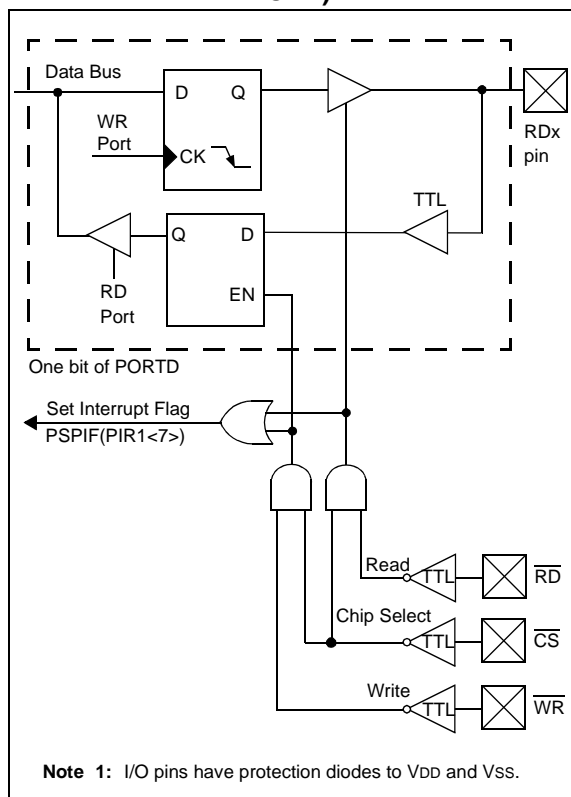 Data Bus
D Q
WR
Port
CK
RDx
pin
TTL
Q D
EN
RD
Port
One bit of PORTD
Set Interrupt Flag
PSPIF(PIR1<7>)
Read
TTL
RD
Chip Select
TTL
CS
Write
TTL
WR
Note 1: I/O pins have protection diodes to VDD and VSS.